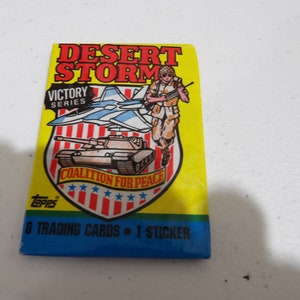 DESERT
STORM
VICTORY
SERIES
COALITION FOR PEACE
Topps
8 TRADING CARDS • 1 STICKER